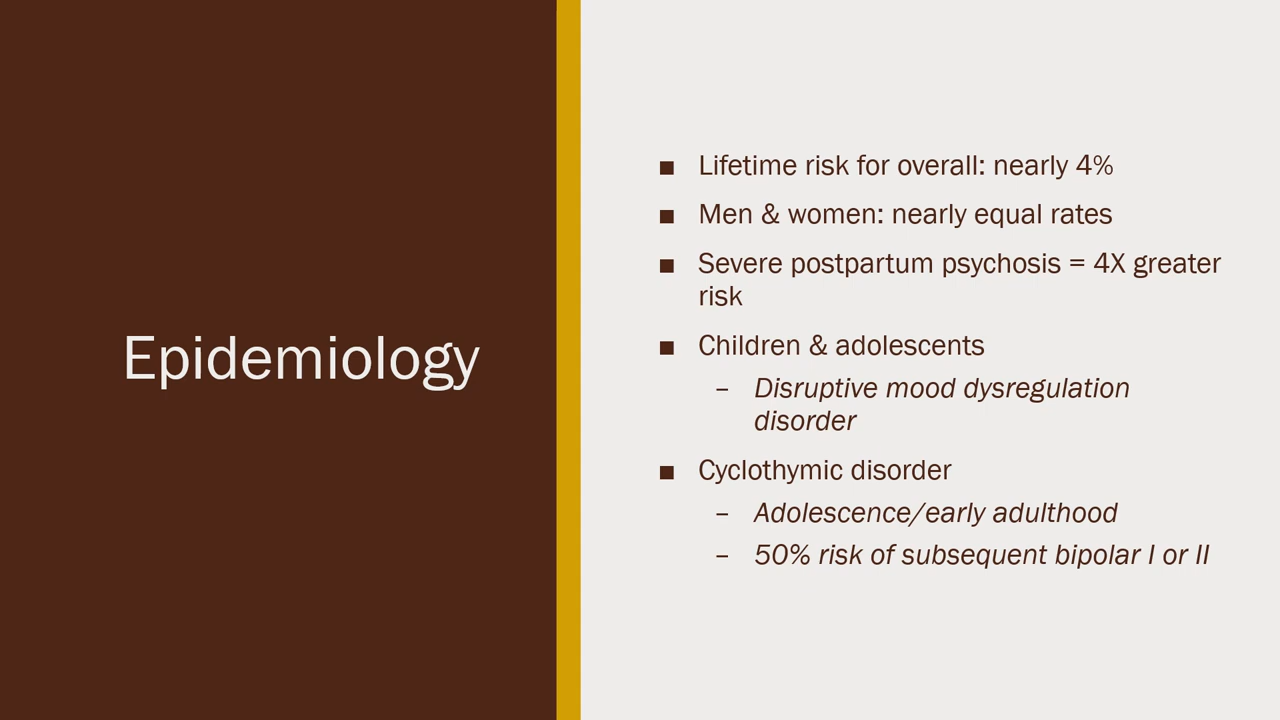 Epidemiology
■ Lifetime risk for overall: nearly 4%
■ Men & women: nearly equal rates
■ Severe postpartum psychosis = 4X greater
risk
■ Children & adolescents
– Disruptive mood dysregulation
disorder
■ Cyclothymic disorder
– Adolescence/early adulthood
– 50% risk of subsequent bipolar I or II